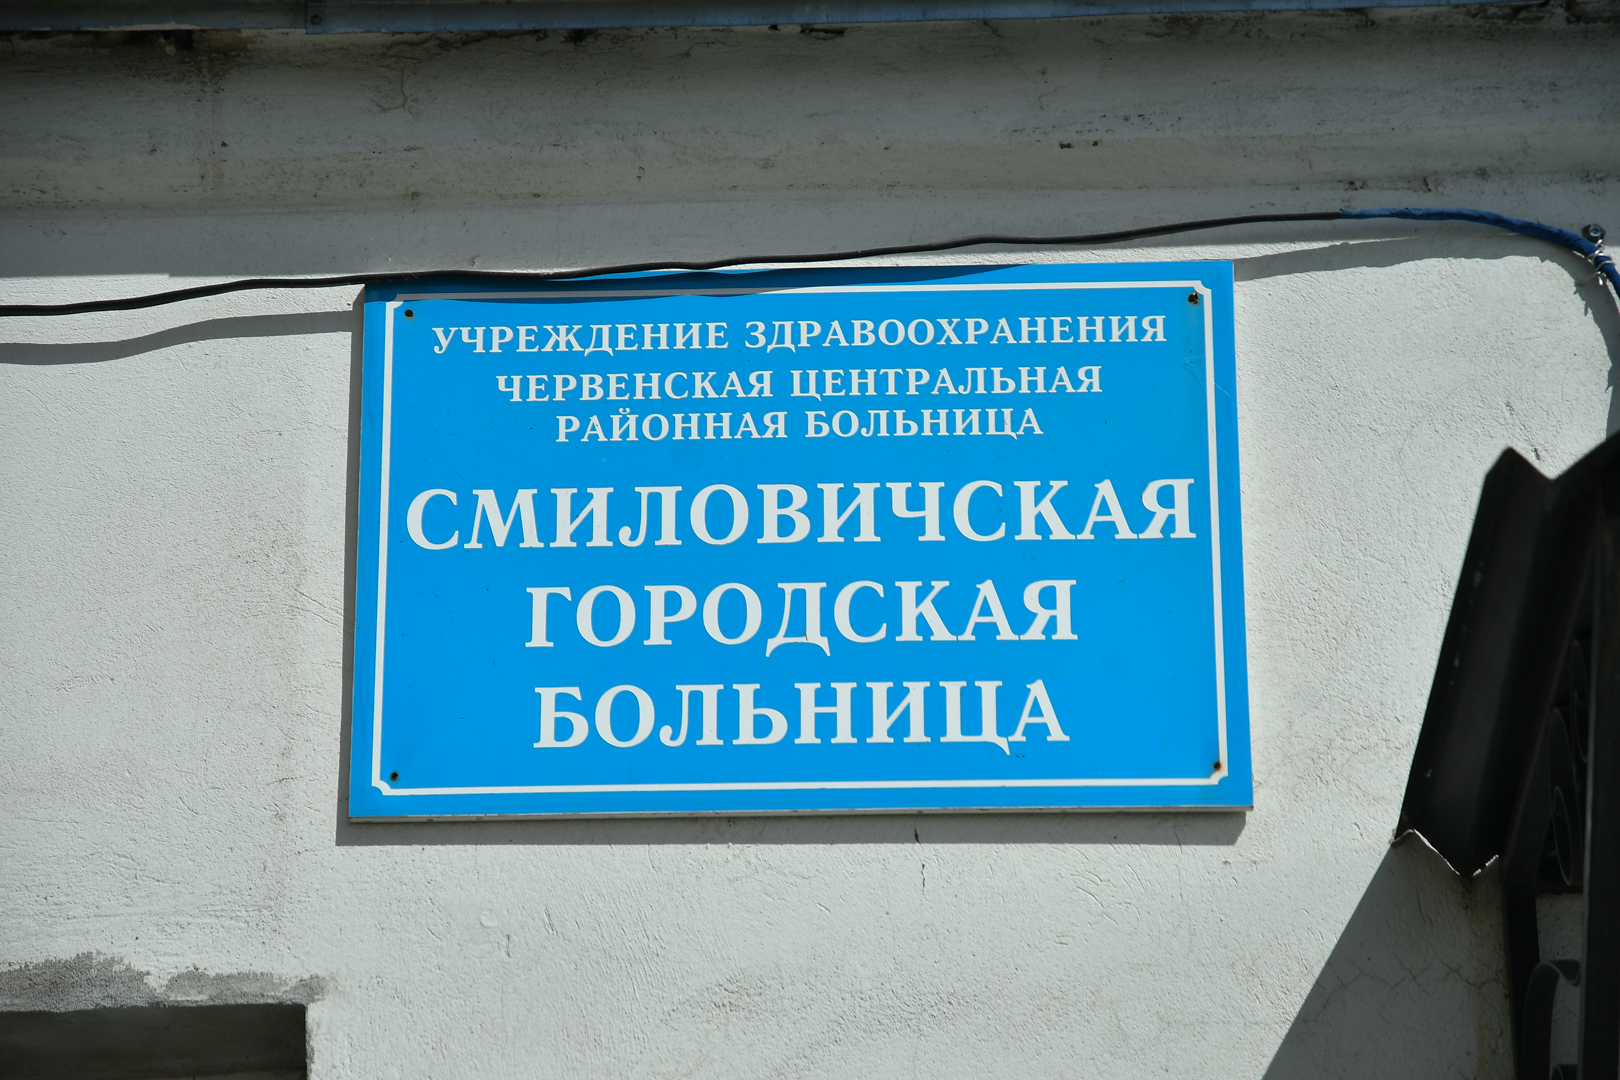 УЧРЕЖДЕНИЕ ЗДРАВООХРАНЕНИЯ
ЧЕРВЕНСКАЯ ЦЕНТРАЛЬНАЯ
РАЙОННАЯ БОЛЬНИЦА
СМИЛОВИЧСКАЯ
ГОРОДСКАЯ
БОЛЬНИЦА